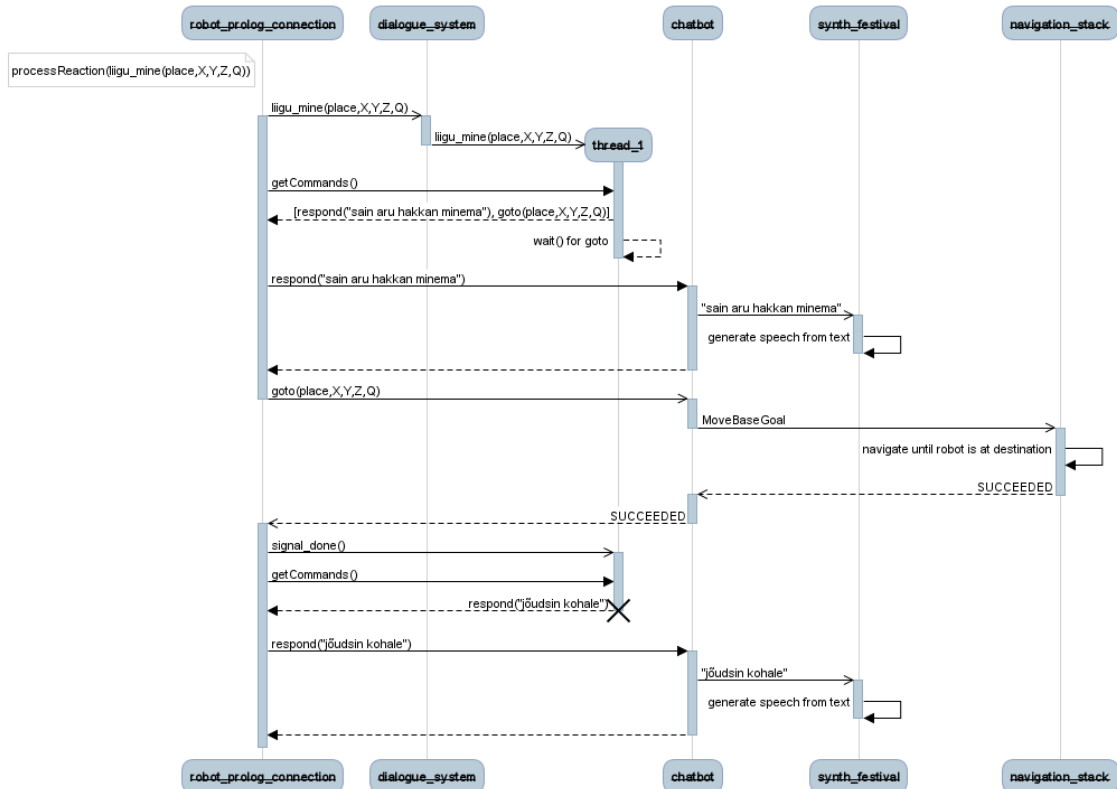 robot_prolog_connection
dialogue_system
chatbot
synth_festival
navigation_stack
processReaction(liigu_mine(place,X,Y,Z,Q))
liigu_mine(place,X,Y,Z,Q)
liigu_mine(place,X,Y,Z,Q)
thread_1
getCommands()
[respond("sain aru hakkan minema"), goto(place,X,Y,Z,Q)]
wait() for goto
respond("sain aru hakkan minema")
"sain aru hakkan minema"
generate speech from text
goto(place,X,Y,Z,Q)
MoveBaseGoal
navigate until robot is at destination
SUCCEEDED
SUCCEEDED
signal_done()
getCommands()
respond("jõudsin kohale")
respond("jõudsin kohale")
"jõudsin kohale"
generate speech from text
robot_prolog_connection
dialogue_system
chatbot
synth_festival
navigation_stack